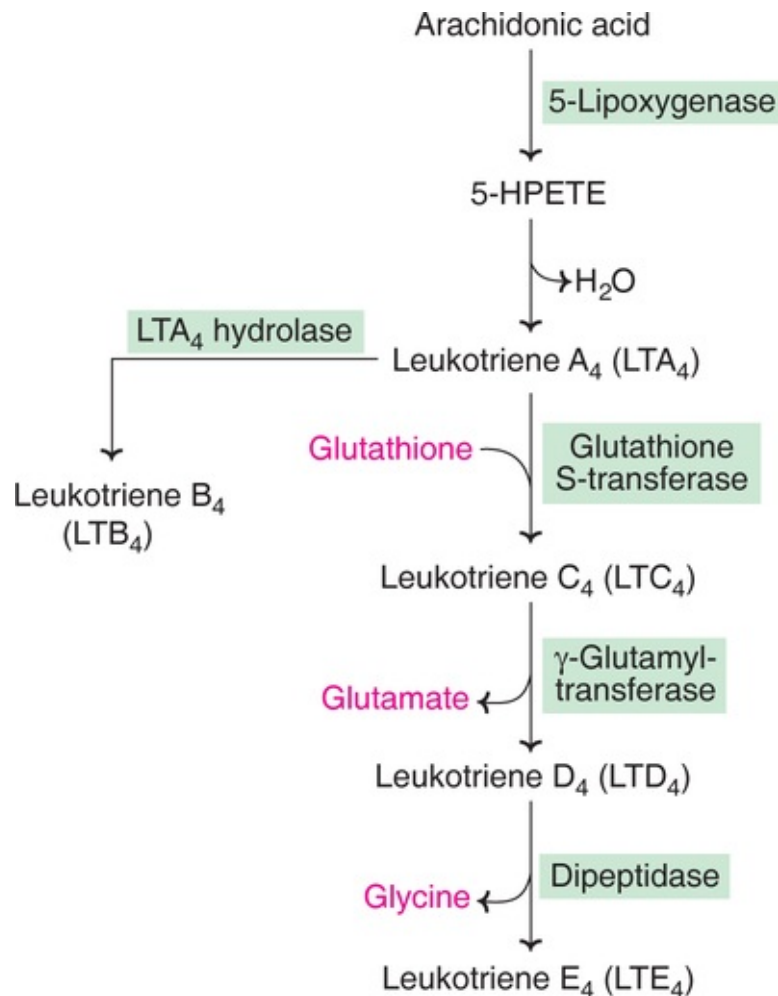 Arachidonic acid
5-Lipoxygenase
5-HPETE
H₂O
LTA₄ hydrolase
Leukotriene A₄ (LTA₄)
Glutathione
Glutathione
S-transferase
Leukotriene B₄
(LTB₄)
Leukotriene C₄ (LTC₄)
γ-Glutamyl-
transferase
Glutamate
Leukotriene D₄ (LTD₄)
Dipeptidase
Glycine
Leukotriene E₄ (LTE₄)